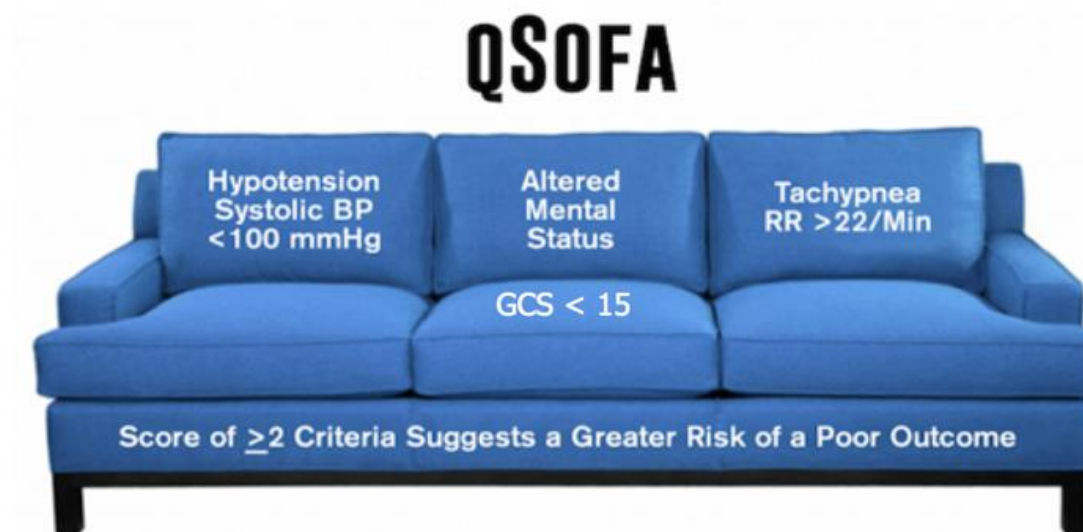 qSOFA
Hypotension
Systolic BP
<100 mmHg
Altered
Mental
Status
Tachypnea
RR >22/Min
GCS < 15
Score of ≥2 Criteria Suggests a Greater Risk of a Poor Outcome